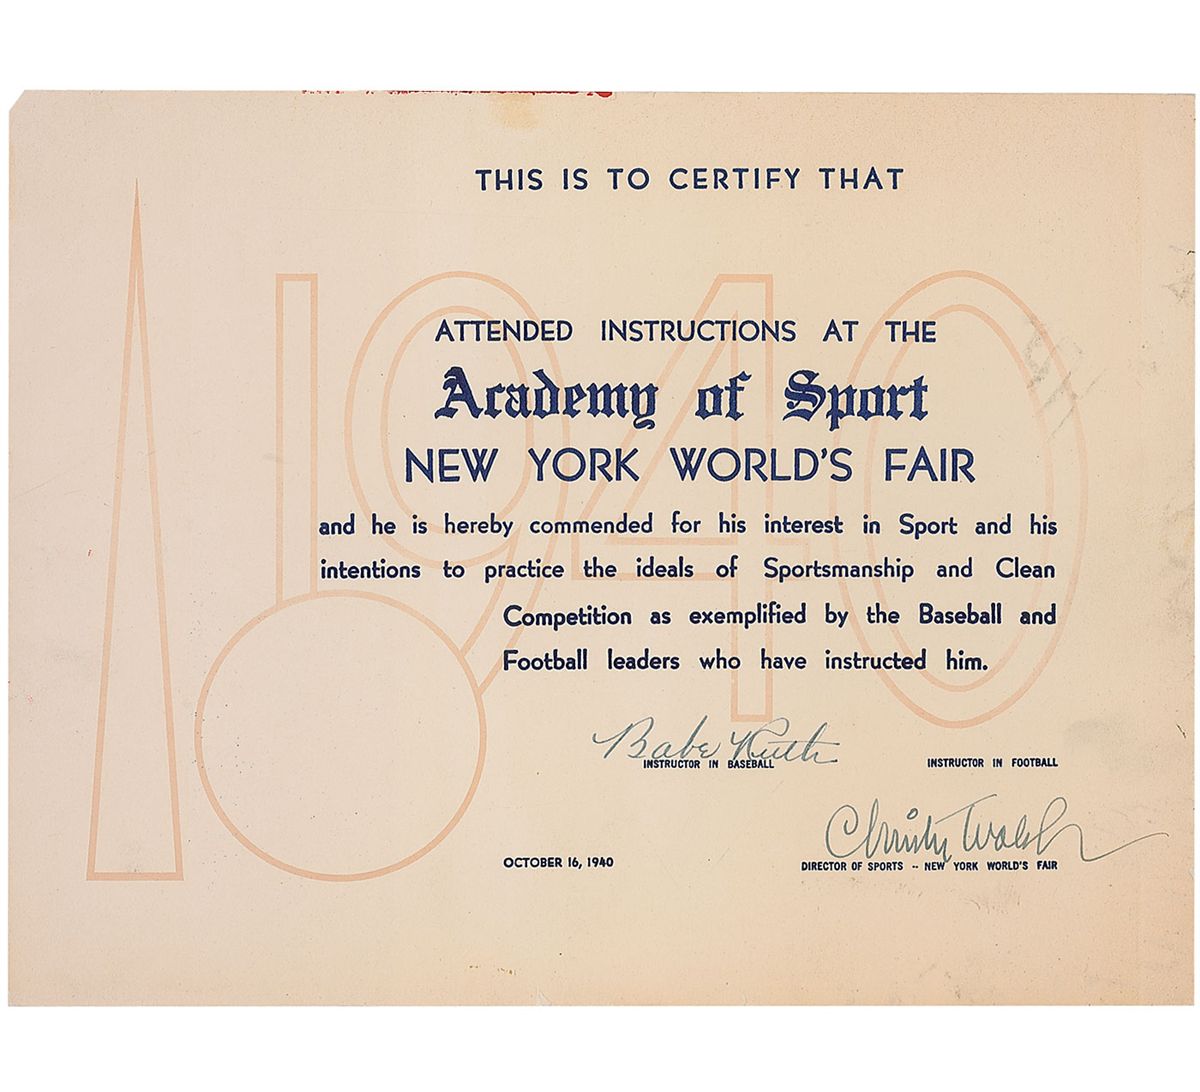 THIS IS TO CERTIFY THAT
1940
ATTENDED INSTRUCTIONS AT THE
Academy of Sport
NEW YORK WORLD'S FAIR
and he is hereby commended for his interest in Sport and his
intentions to practice the ideals of Sportsmanship and Clean
Competition as exemplified by the Baseball and
Football leaders who have instructed him.
Babe Ruth
INSTRUCTOR IN BASEBALL
INSTRUCTOR IN FOOTBALL
Christy Walsh
OCTOBER 16, 1940
DIRECTOR OF SPORTS -- NEW YORK WORLD'S FAIR